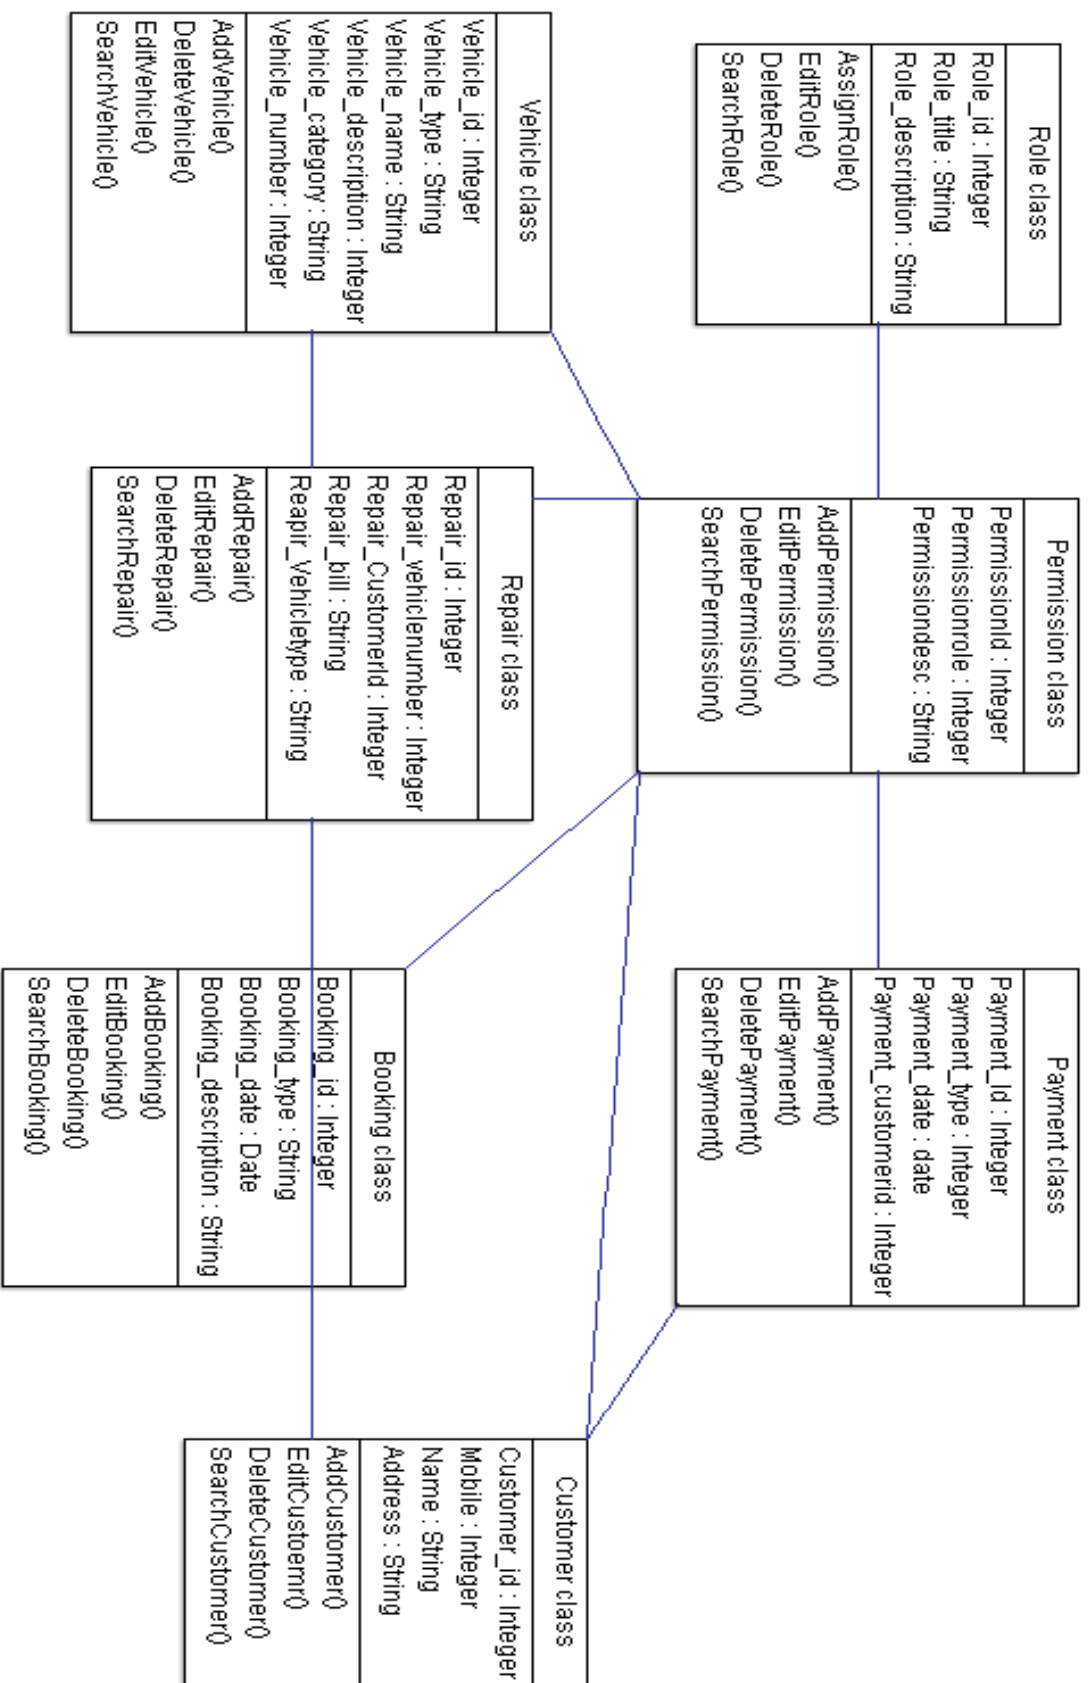 Role class
Role_id : Integer
Role_title : String
Role_description : String
AssignRole()
EditRole()
DeleteRole()
SearchRole()
Permission class
PermissionId : Integer
Permissionrole : Integer
Permissiondesc : String
AddPermission()
EditPermission()
DeletePermission()
SearchPermission()
Payment class
Payment_Id : Integer
Payment_type : Integer
Payment_date : date
Payment_customerid : Integer
AddPayment()
EditPayment()
DeletePayment()
SearchPayment()
Vehicle class
Vehicle_id : Integer
Vehicle_type : String
Vehicle_name : String
Vehicle_description : Integer
Vehicle_category : String
Vehicle_number : Integer
AddVehicle()
DeleteVehicle()
EditVehicle()
SearchVehicle()
Repair class
Repair_id : Integer
Repair_vehiclenumber : Integer
Repair_CustomerId : Integer
Repair_bill : String
Reapir_Vehicletype : String
AddRepair()
EditRepair()
DeleteRepair()
SearchRepair()
Booking class
Booking_id : Integer
Booking_type : String
Booking_date : Date
Booking_description : String
AddBooking()
EditBooking()
DeleteBooking()
SearchBooking()
Customer class
Customer_id : Integer
Mobile : Integer
Name : String
Address : String
AddCustomer()
EditCustoemr()
DeleteCustomer()
SearchCustomer()